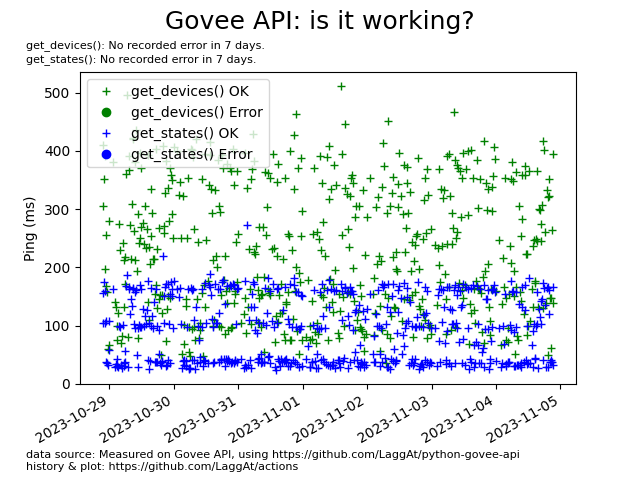 Govee API: is it working?
get_devices(): No recorded error in 7 days.
get_states(): No recorded error in 7 days.
get_devices() OK
get_devices() Error
get_states() OK
get_states() Error
Ping (ms)
500
400
300
200
100
0
2023-10-29
2023-10-30
2023-10-31
2023-11-01
2023-11-02
2023-11-03
2023-11-04
2023-11-05
data source: Measured on Govee API, using https://github.com/LaggAt/python-govee-api
history & plot: https://github.com/LaggAt/actions